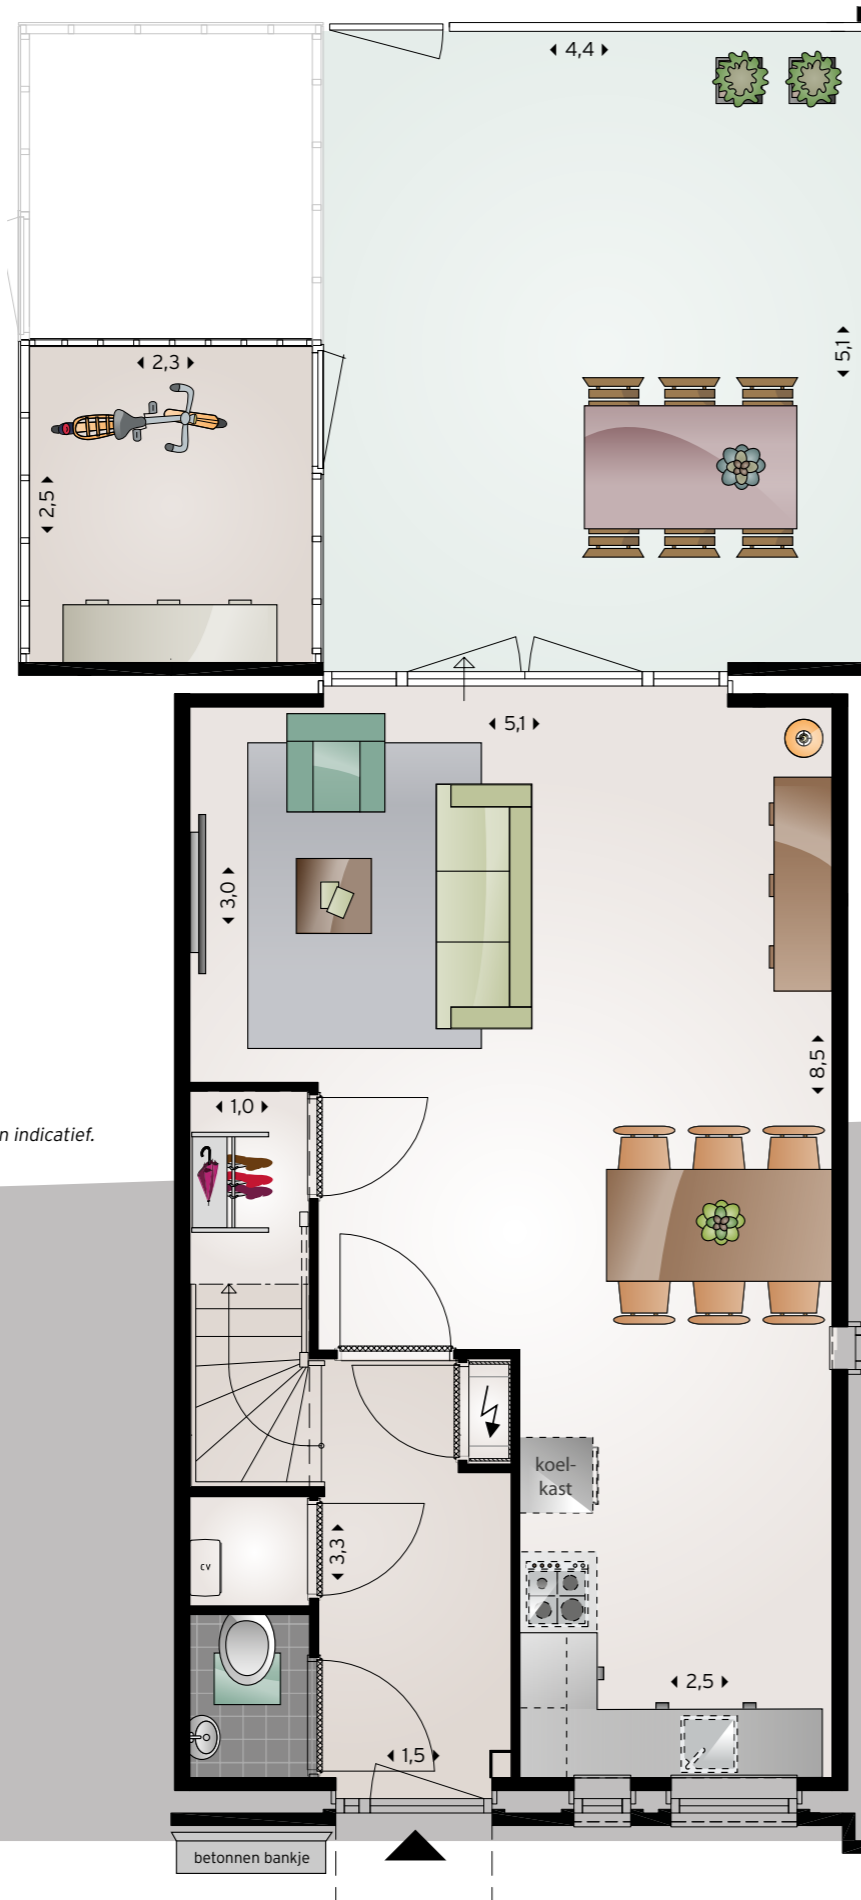 4,4
5,1
2,3
2,5
5,1
3,0
8,5
1,0
n indicatief.
koel-
kast
3,3
cv
2,5
1,5
betonnen bankje